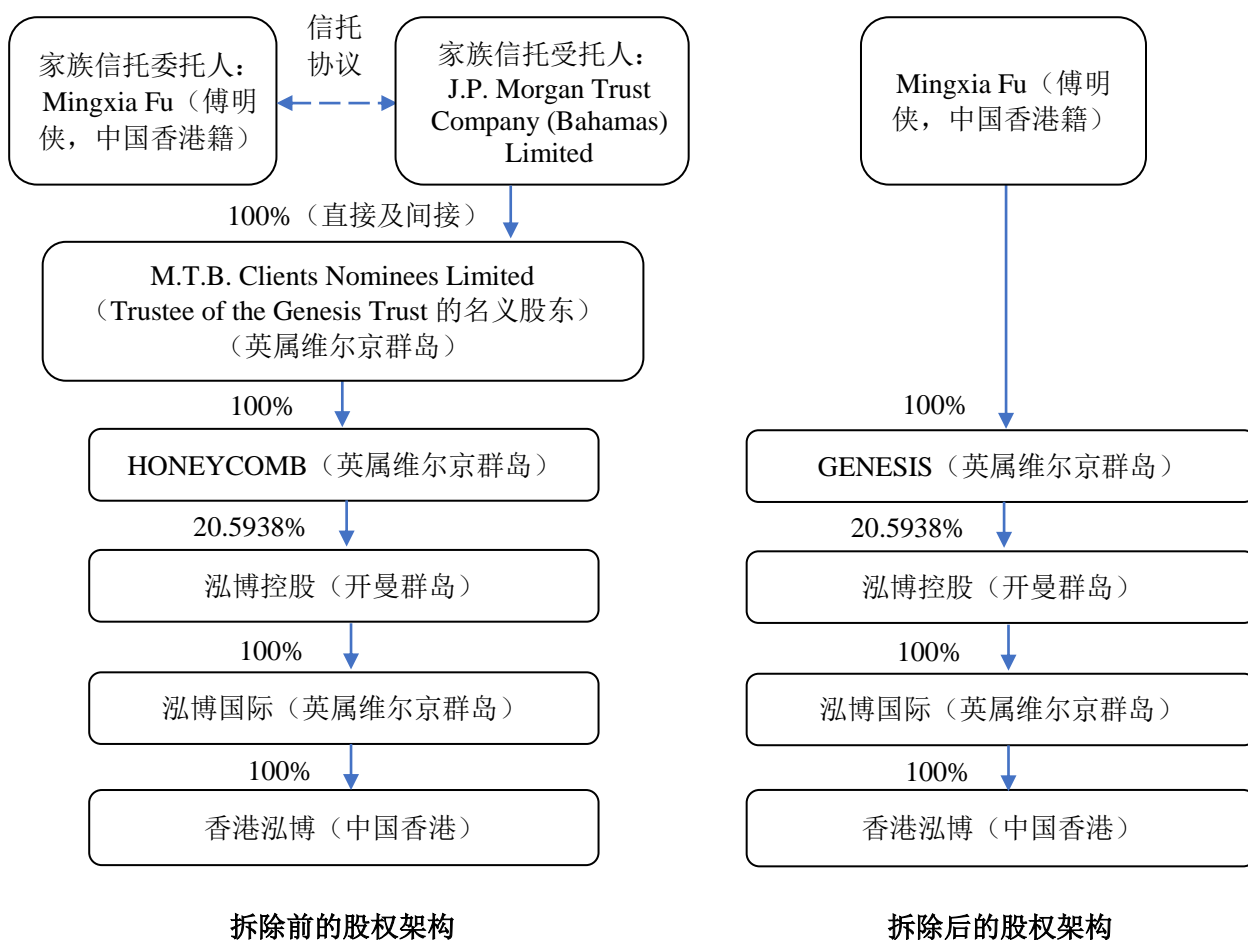 家族信托委托人：
Mingxia Fu（傅明
侠，中国香港籍）
信托
协议
家族信托受托人：
J.P. Morgan Trust
Company (Bahamas)
Limited
100%（直接及间接）
M.T.B. Clients Nominees Limited
（Trustee of the Genesis Trust 的名义股东）
（英属维尔京群岛）
100%
HONEYCOMB（英属维尔京群岛）
20.5938%
泓博控股（开曼群岛）
100%
泓博国际（英属维尔京群岛）
100%
香港泓博（中国香港）
拆除前的股权架构
Mingxia Fu（傅明
侠，中国香港籍）
100%
GENESIS（英属维尔京群岛）
20.5938%
泓博控股（开曼群岛）
100%
泓博国际（英属维尔京群岛）
100%
香港泓博（中国香港）
拆除后的股权架构